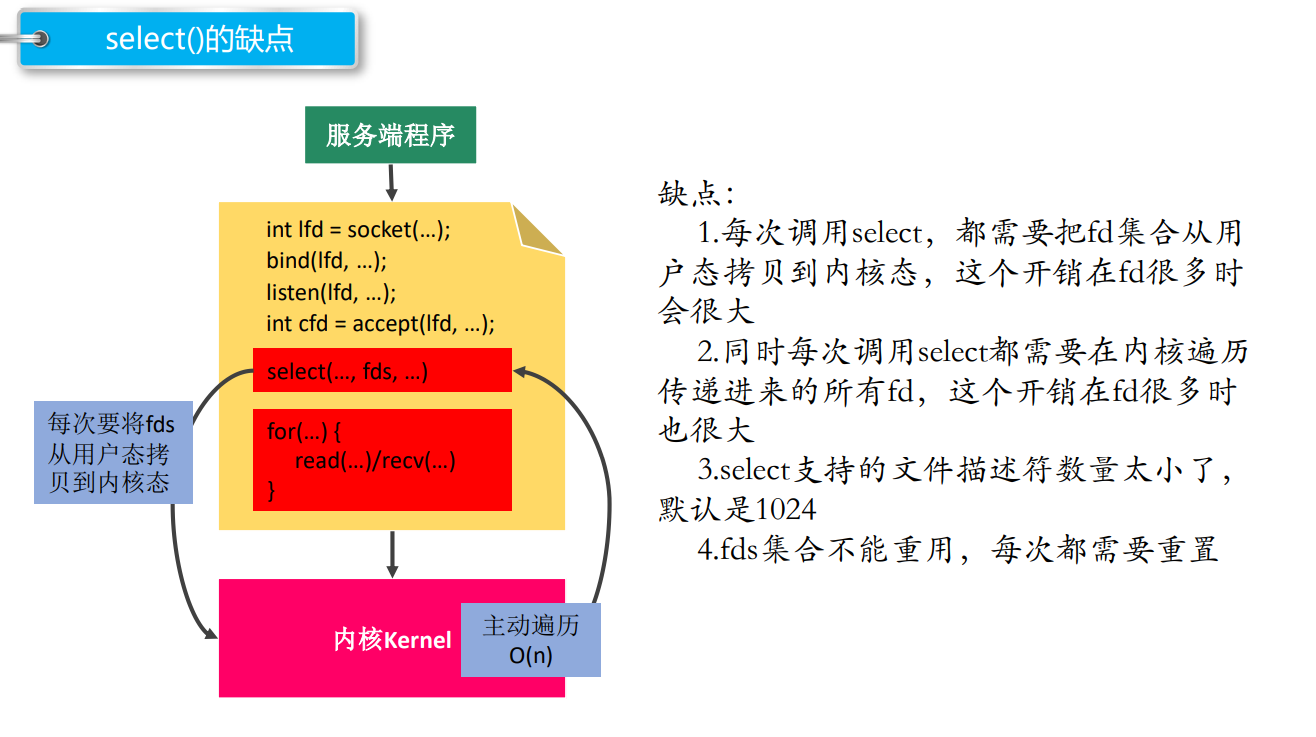 select()的缺点
服务端程序
int lfd = socket(…);
bind(lfd, …);
listen(lfd, …);
int cfd = accept(lfd, …);
select(…, fds, …)
for(…) {
read(…)/recv(…)
}
每次要将fds
从用户态拷
贝到内核态
内核Kernel
主动遍历
O(n)
缺点：
1.每次调用select，都需要把fd集合从用
户态拷贝到内核态，这个开销在fd很多时
会很大
2.同时每次调用select都需要在内核遍历
传递进来的所有fd，这个开销在fd很多时
也很大
3.select支持的文件描述符数量太小了，
默认是1024
4.fds集合不能重用，每次都需要重置